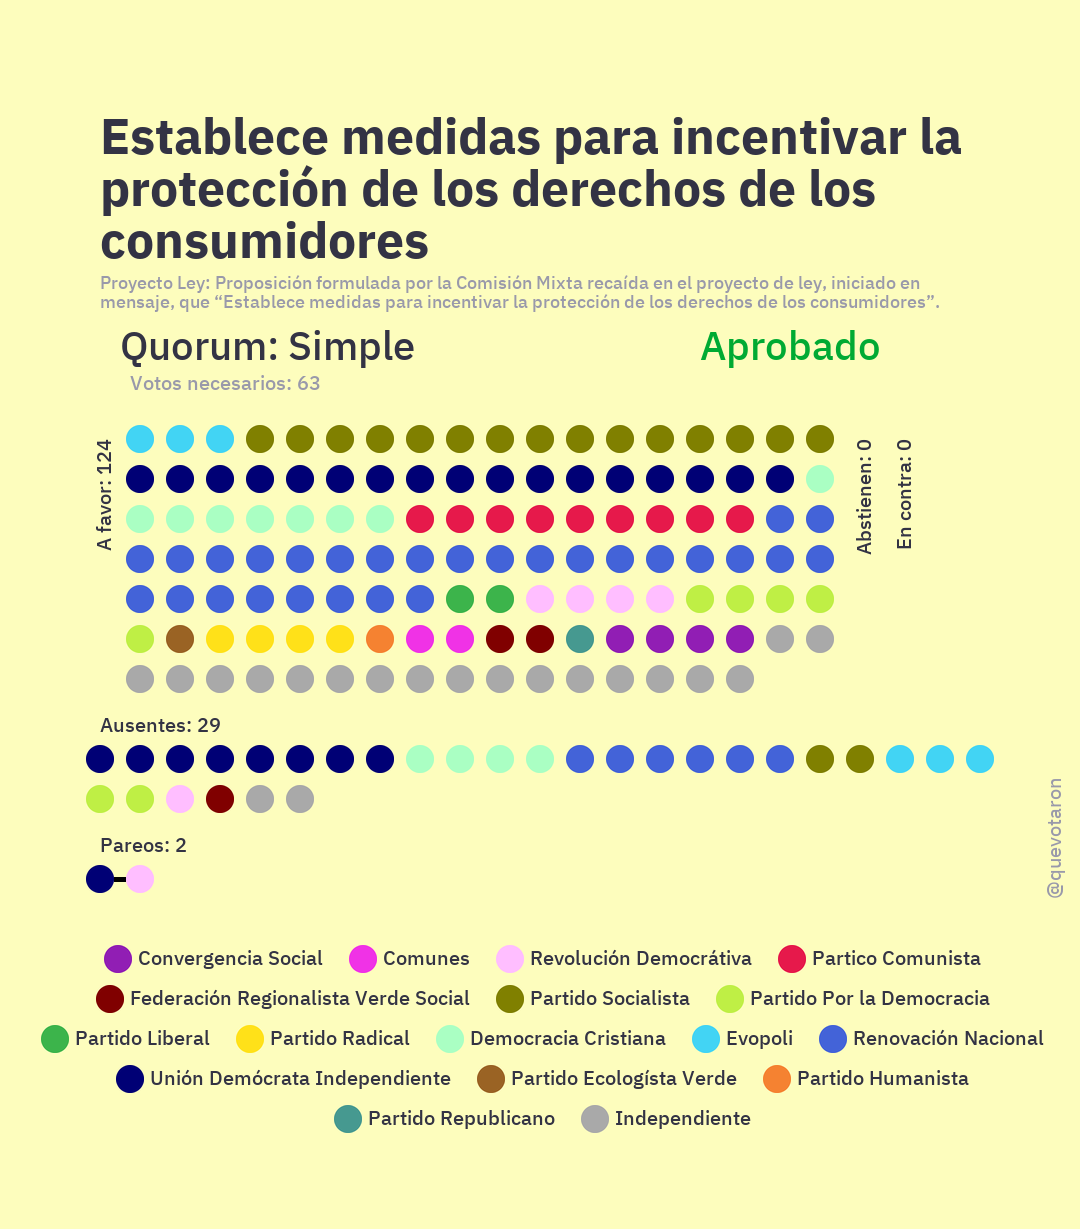 Establece medidas para incentivar la
protección de los derechos de los
consumidores
Proyecto Ley: Proposición formulada por la Comisión Mixta recaída en el proyecto de ley, iniciado en
mensaje, que “Establece medidas para incentivar la protección de los derechos de los consumidores”.
Quorum: Simple
Aprobado
Votos necesarios: 63
A favor: 124
Abstienen: 0
En contra: 0
Ausentes: 29
Pareos: 2
@quevotaron
Convergencia Social
Comunes
Revolución Democrátiva
Partico Comunista
Federación Regionalista Verde Social
Partido Socialista
Partido Por la Democracia
Partido Liberal
Partido Radical
Democracia Cristiana
Evopoli
Renovación Nacional
Unión Demócrata Independiente
Partido Ecologísta Verde
Partido Humanista
Partido Republicano
Independiente